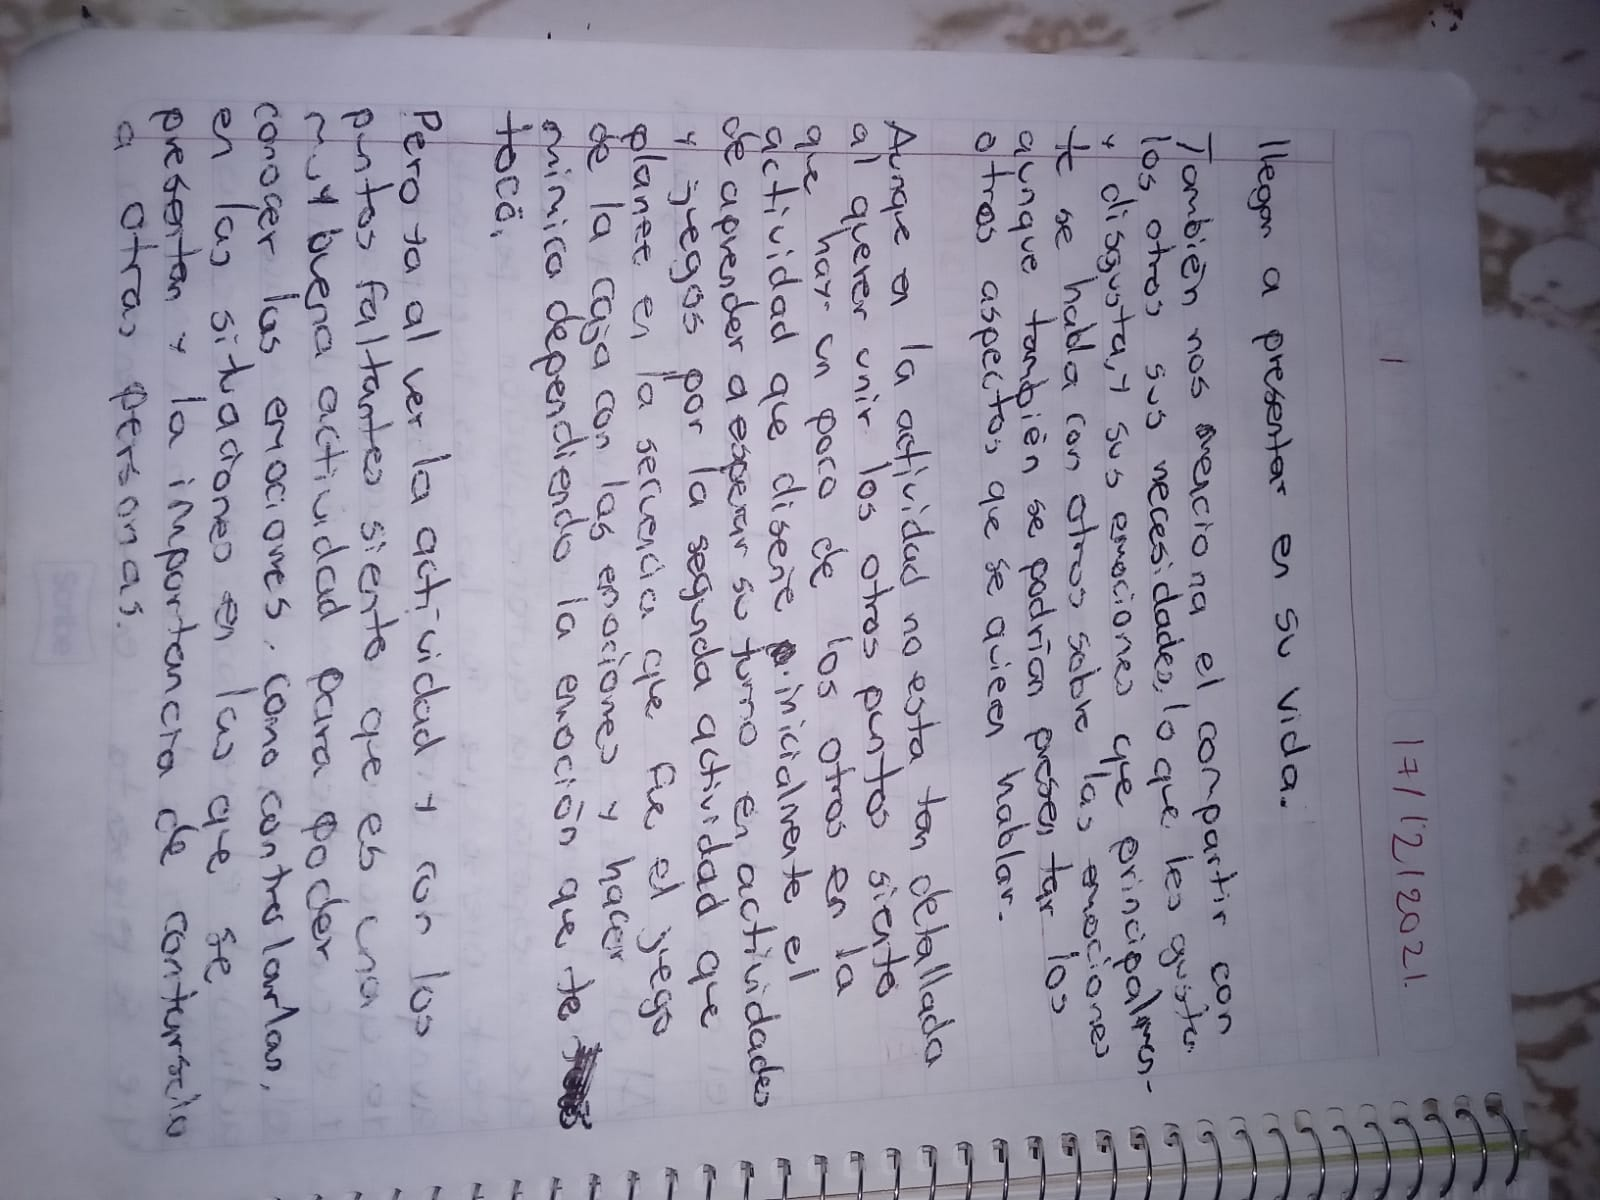 17/12/2021.
llegan a presentar en su vida.
También nos menciona el compartir con
los otros sus necesidades, lo que les gusta
y disgusta, y sus emociones que principalmen-
te se habla con otros sobre las emociones
aunque también se podrían presentar los
otros aspectos que se quieren hablar.
Aunque en la actividad no esta tan detallada
al querer unir los otros puntos siento
que hay un poco de los otros en la
actividad que diseñe inicialmente el
de aprender a esperar su turno en actividades
y juegos por la segunda actividad que
planee en la secuencia que fue el juego
de la caja con las emociones y hacer
mimica dependiendo la emoción que te
tocó.
Pero ya al ver la actividad y con los
puntos faltantes siento que es una
muy buena actividad para poder
conocer las emociones, como controlarlas,
en las situaciones en las que se
presentan y la importancia de contarselo
a otras personas.
Scribe